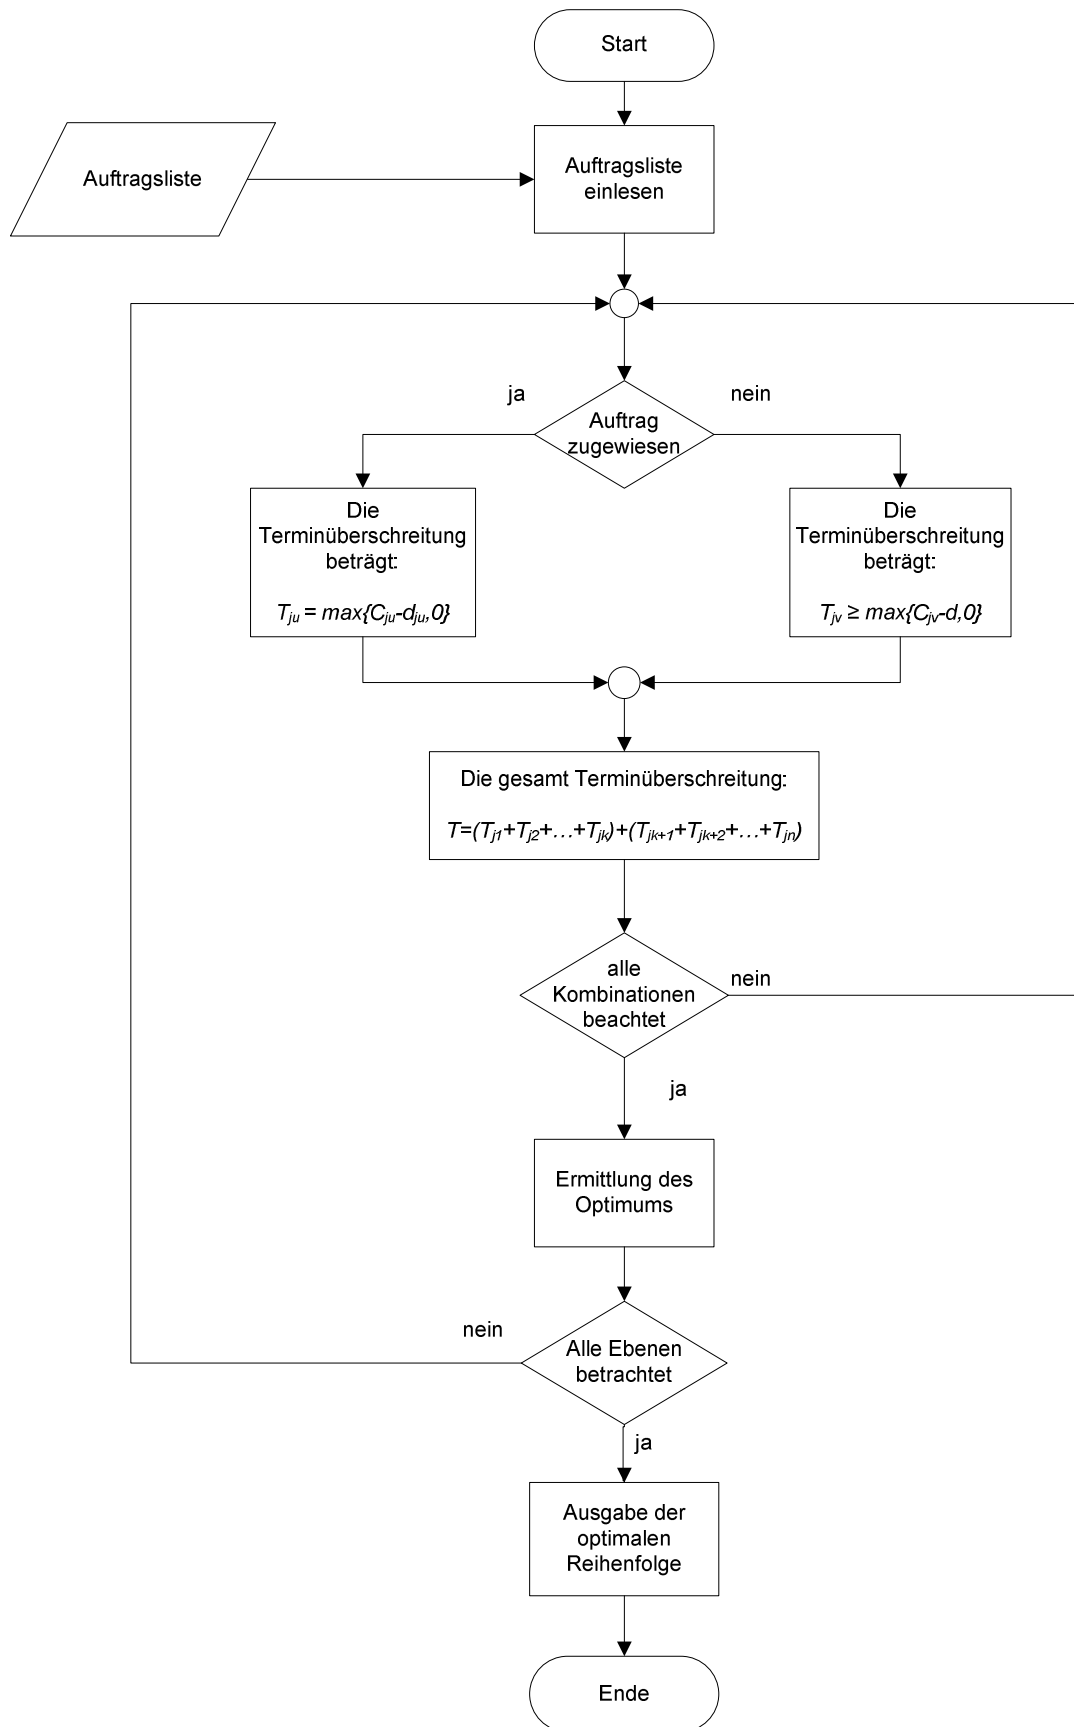 Start
Auftragsliste
Auftragsliste
einlesen
ja
nein
Auftrag
zugewiesen
Die
Terminüberschreitung
beträgt:
T_ju = max{C_ju-d_ju,0}
Die
Terminüberschreitung
beträgt:
T_jv ≥ max{C_jv-d,0}
Die gesamt Terminüberschreitung:
T=(T_j1+T_j2+…+T_jk)+(T_jk+1+T_jk+2+…+T_jn)
alle
Kombinationen
beachtet
nein
ja
Ermittlung des
Optimums
nein
Alle Ebenen
betrachtet
ja
Ausgabe der
optimalen
Reihenfolge
Ende